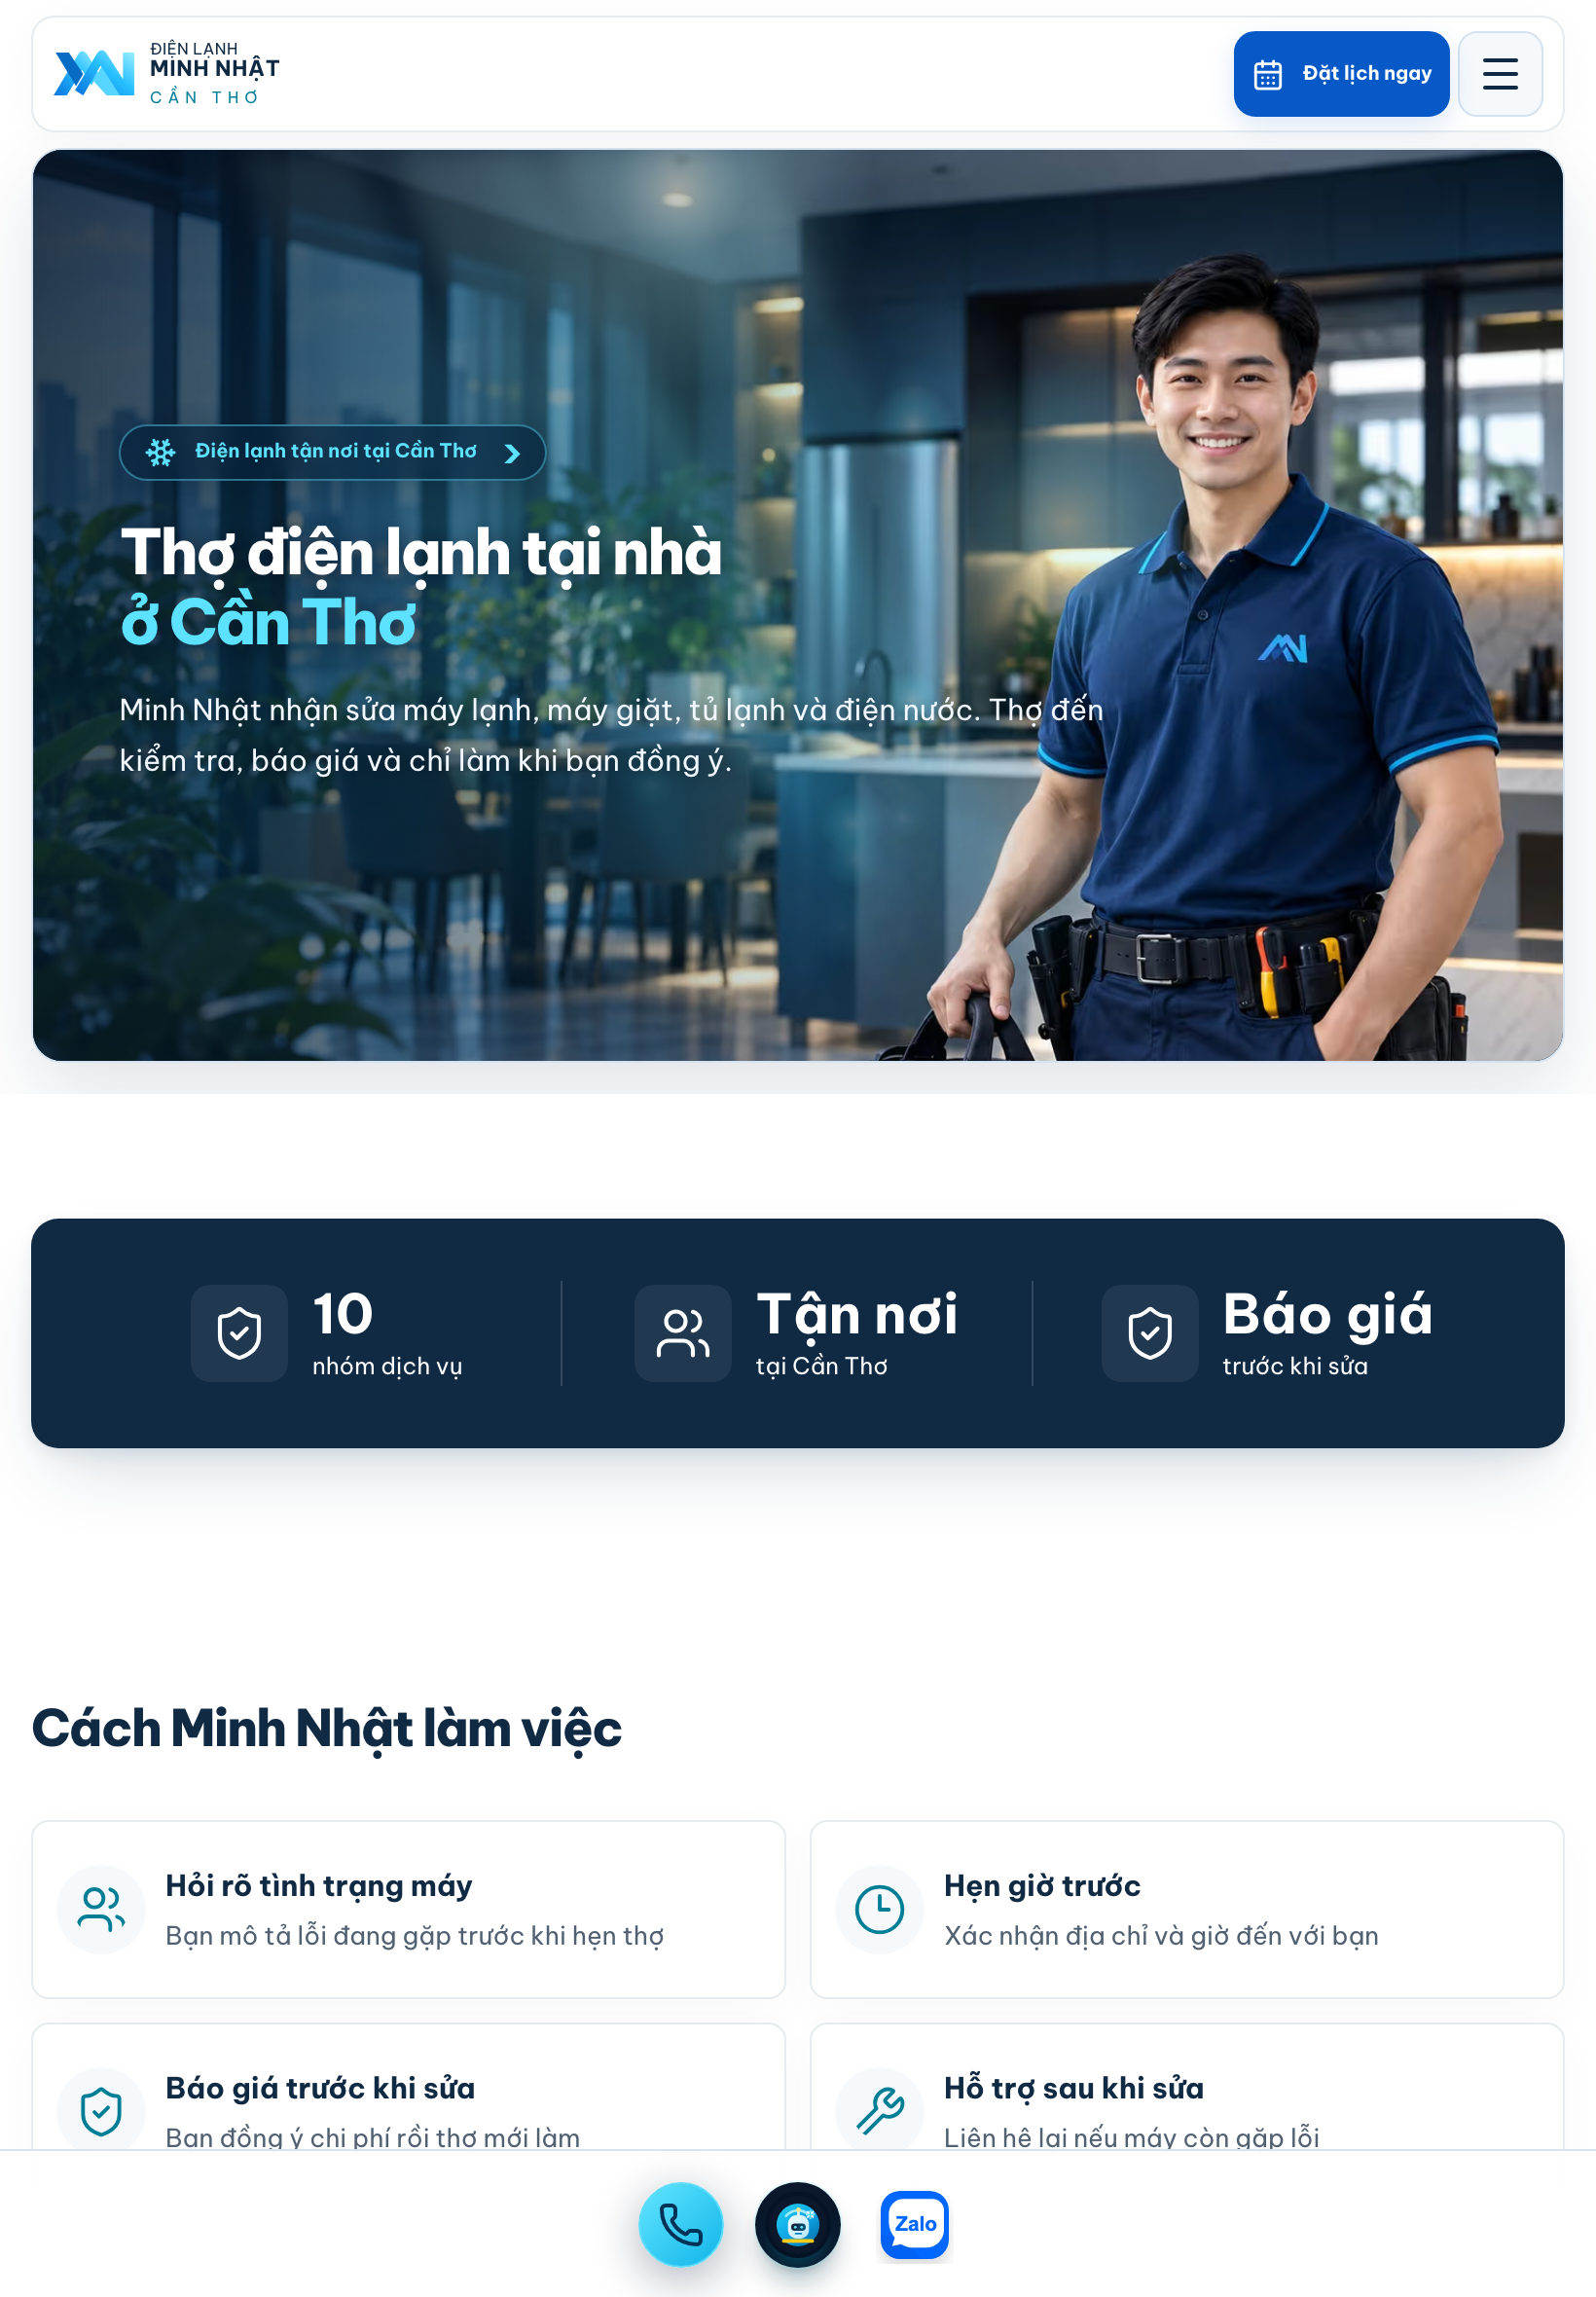 ĐIỆN LẠNH
MINH NHẬT
CẦN THƠ
Đặt lịch ngay
Điện lạnh tận nơi tại Cần Thơ
Thợ điện lạnh tại nhà
ở Cần Thơ
Minh Nhật nhận sửa máy lạnh, máy giặt, tủ lạnh và điện nước. Thợ đến
kiểm tra, báo giá và chỉ làm khi bạn đồng ý.
10
nhóm dịch vụ
Tận nơi
tại Cần Thơ
Báo giá
trước khi sửa
Cách Minh Nhật làm việc
Hỏi rõ tình trạng máy
Bạn mô tả lỗi đang gặp trước khi hẹn thợ
Hẹn giờ trước
Xác nhận địa chỉ và giờ đến với bạn
Báo giá trước khi sửa
Bạn đồng ý chi phí rồi thợ mới làm
Hỗ trợ sau khi sửa
Liên hệ lại nếu máy còn gặp lỗi
Zalo